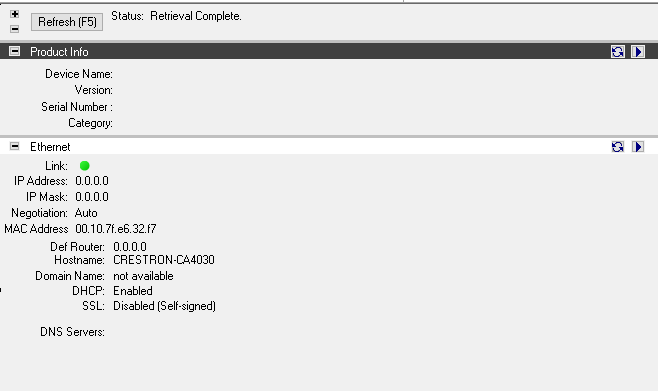 Refresh (F5) Status: Retrieval Complete.
Product Info
Device Name:
Version:
Serial Number :
Category:
Ethernet
Link:
IP Address: 0.0.0.0
IP Mask: 0.0.0.0
Negotiation: Auto
MAC Address 00.10.7f.e6.32.f7
Def Router: 0.0.0.0
Hostname: CRESTRON-CA4030
Domain Name: not available
DHCP: Enabled
SSL: Disabled (Self-signed)
DNS Servers: